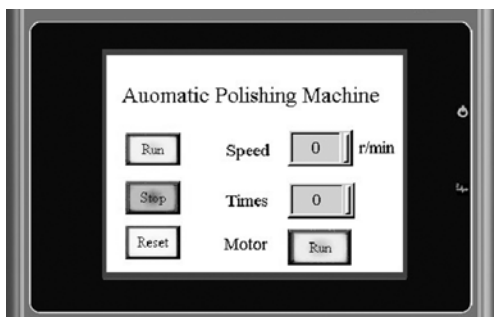 Auomatic Polishing Machine
Run Speed 0 r/min
Stop Times 0
Reset Motor Run